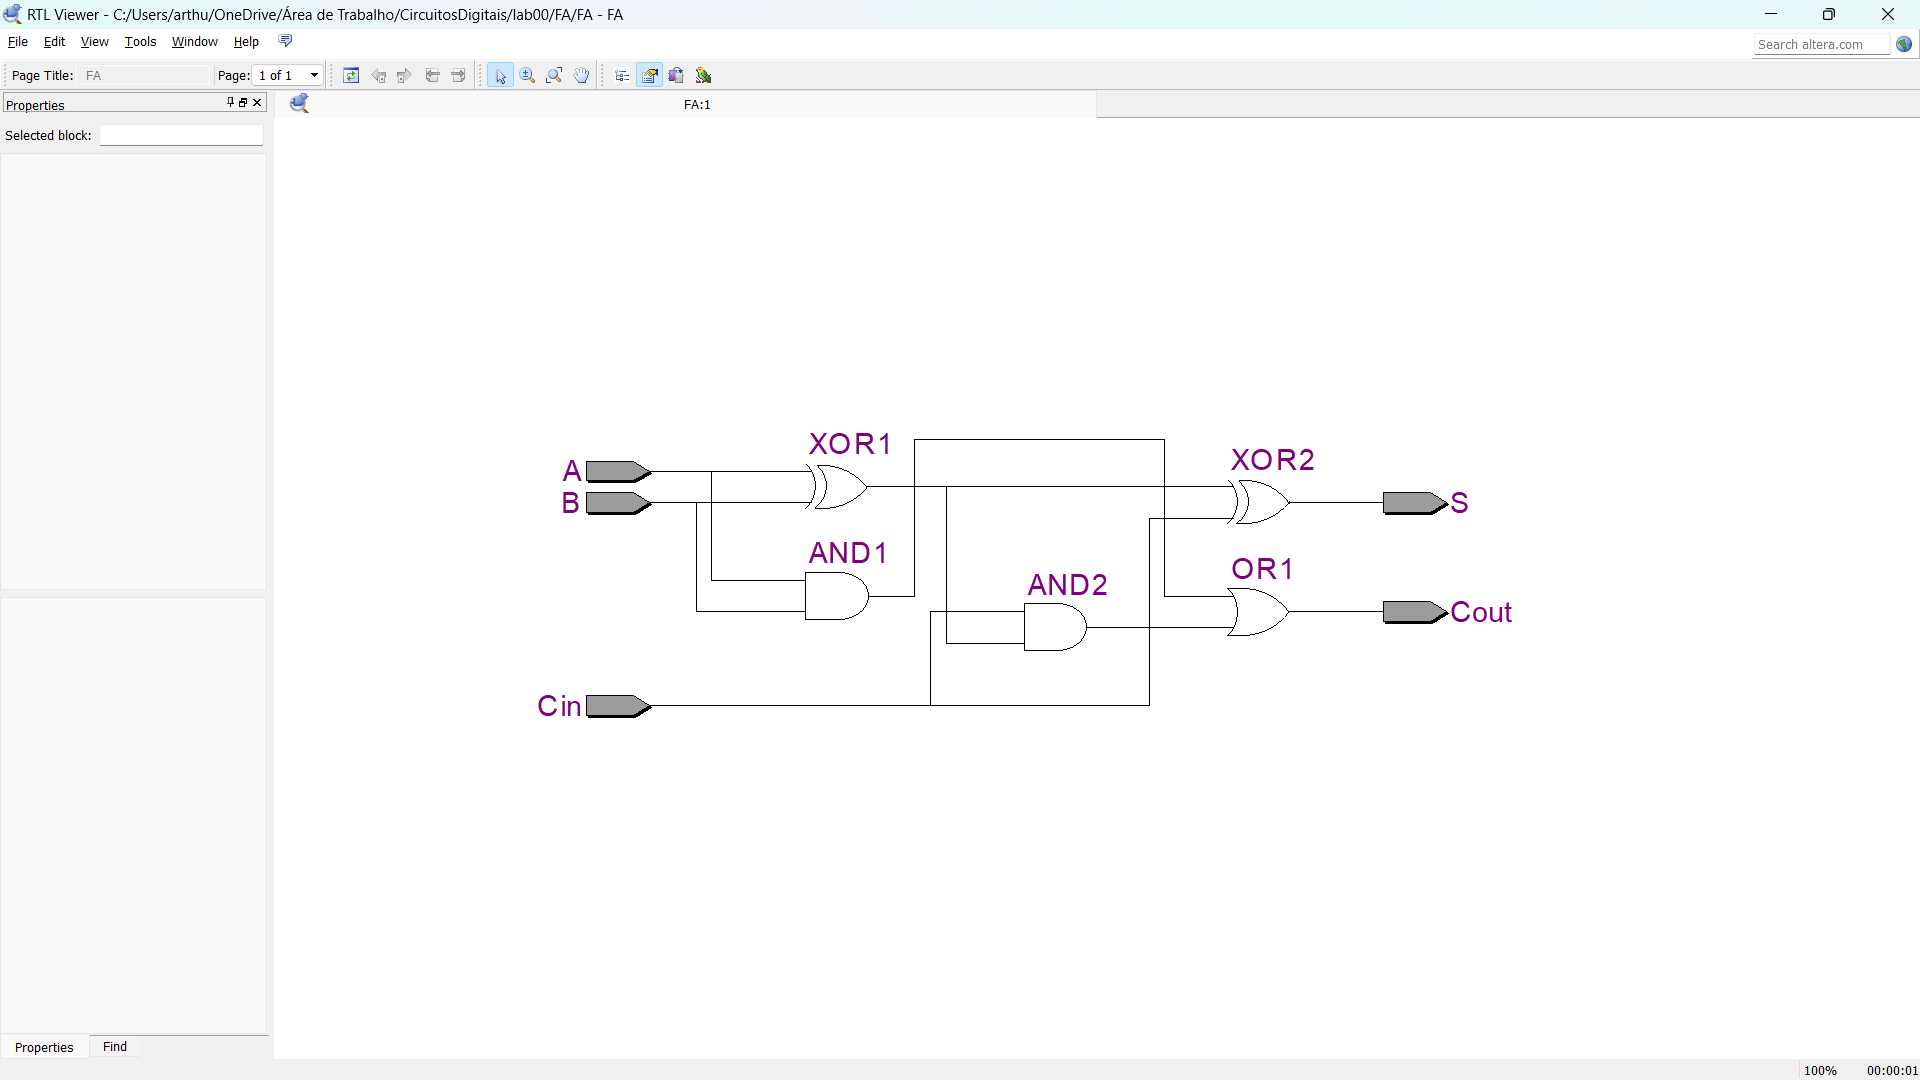 RTL Viewer - C:/Users/arthu/OneDrive/Área de Trabalho/CircuitosDigitais/lab00/FA/FA - FA
File Edit View Tools Window Help
Search altera.com
Page Title: FA Page: 1 of 1
Properties
FA:1
Selected block:
XOR1
A
B
XOR2
S
AND1
OR1
AND2
Cout
Cin
Properties Find
100% 00:00:01